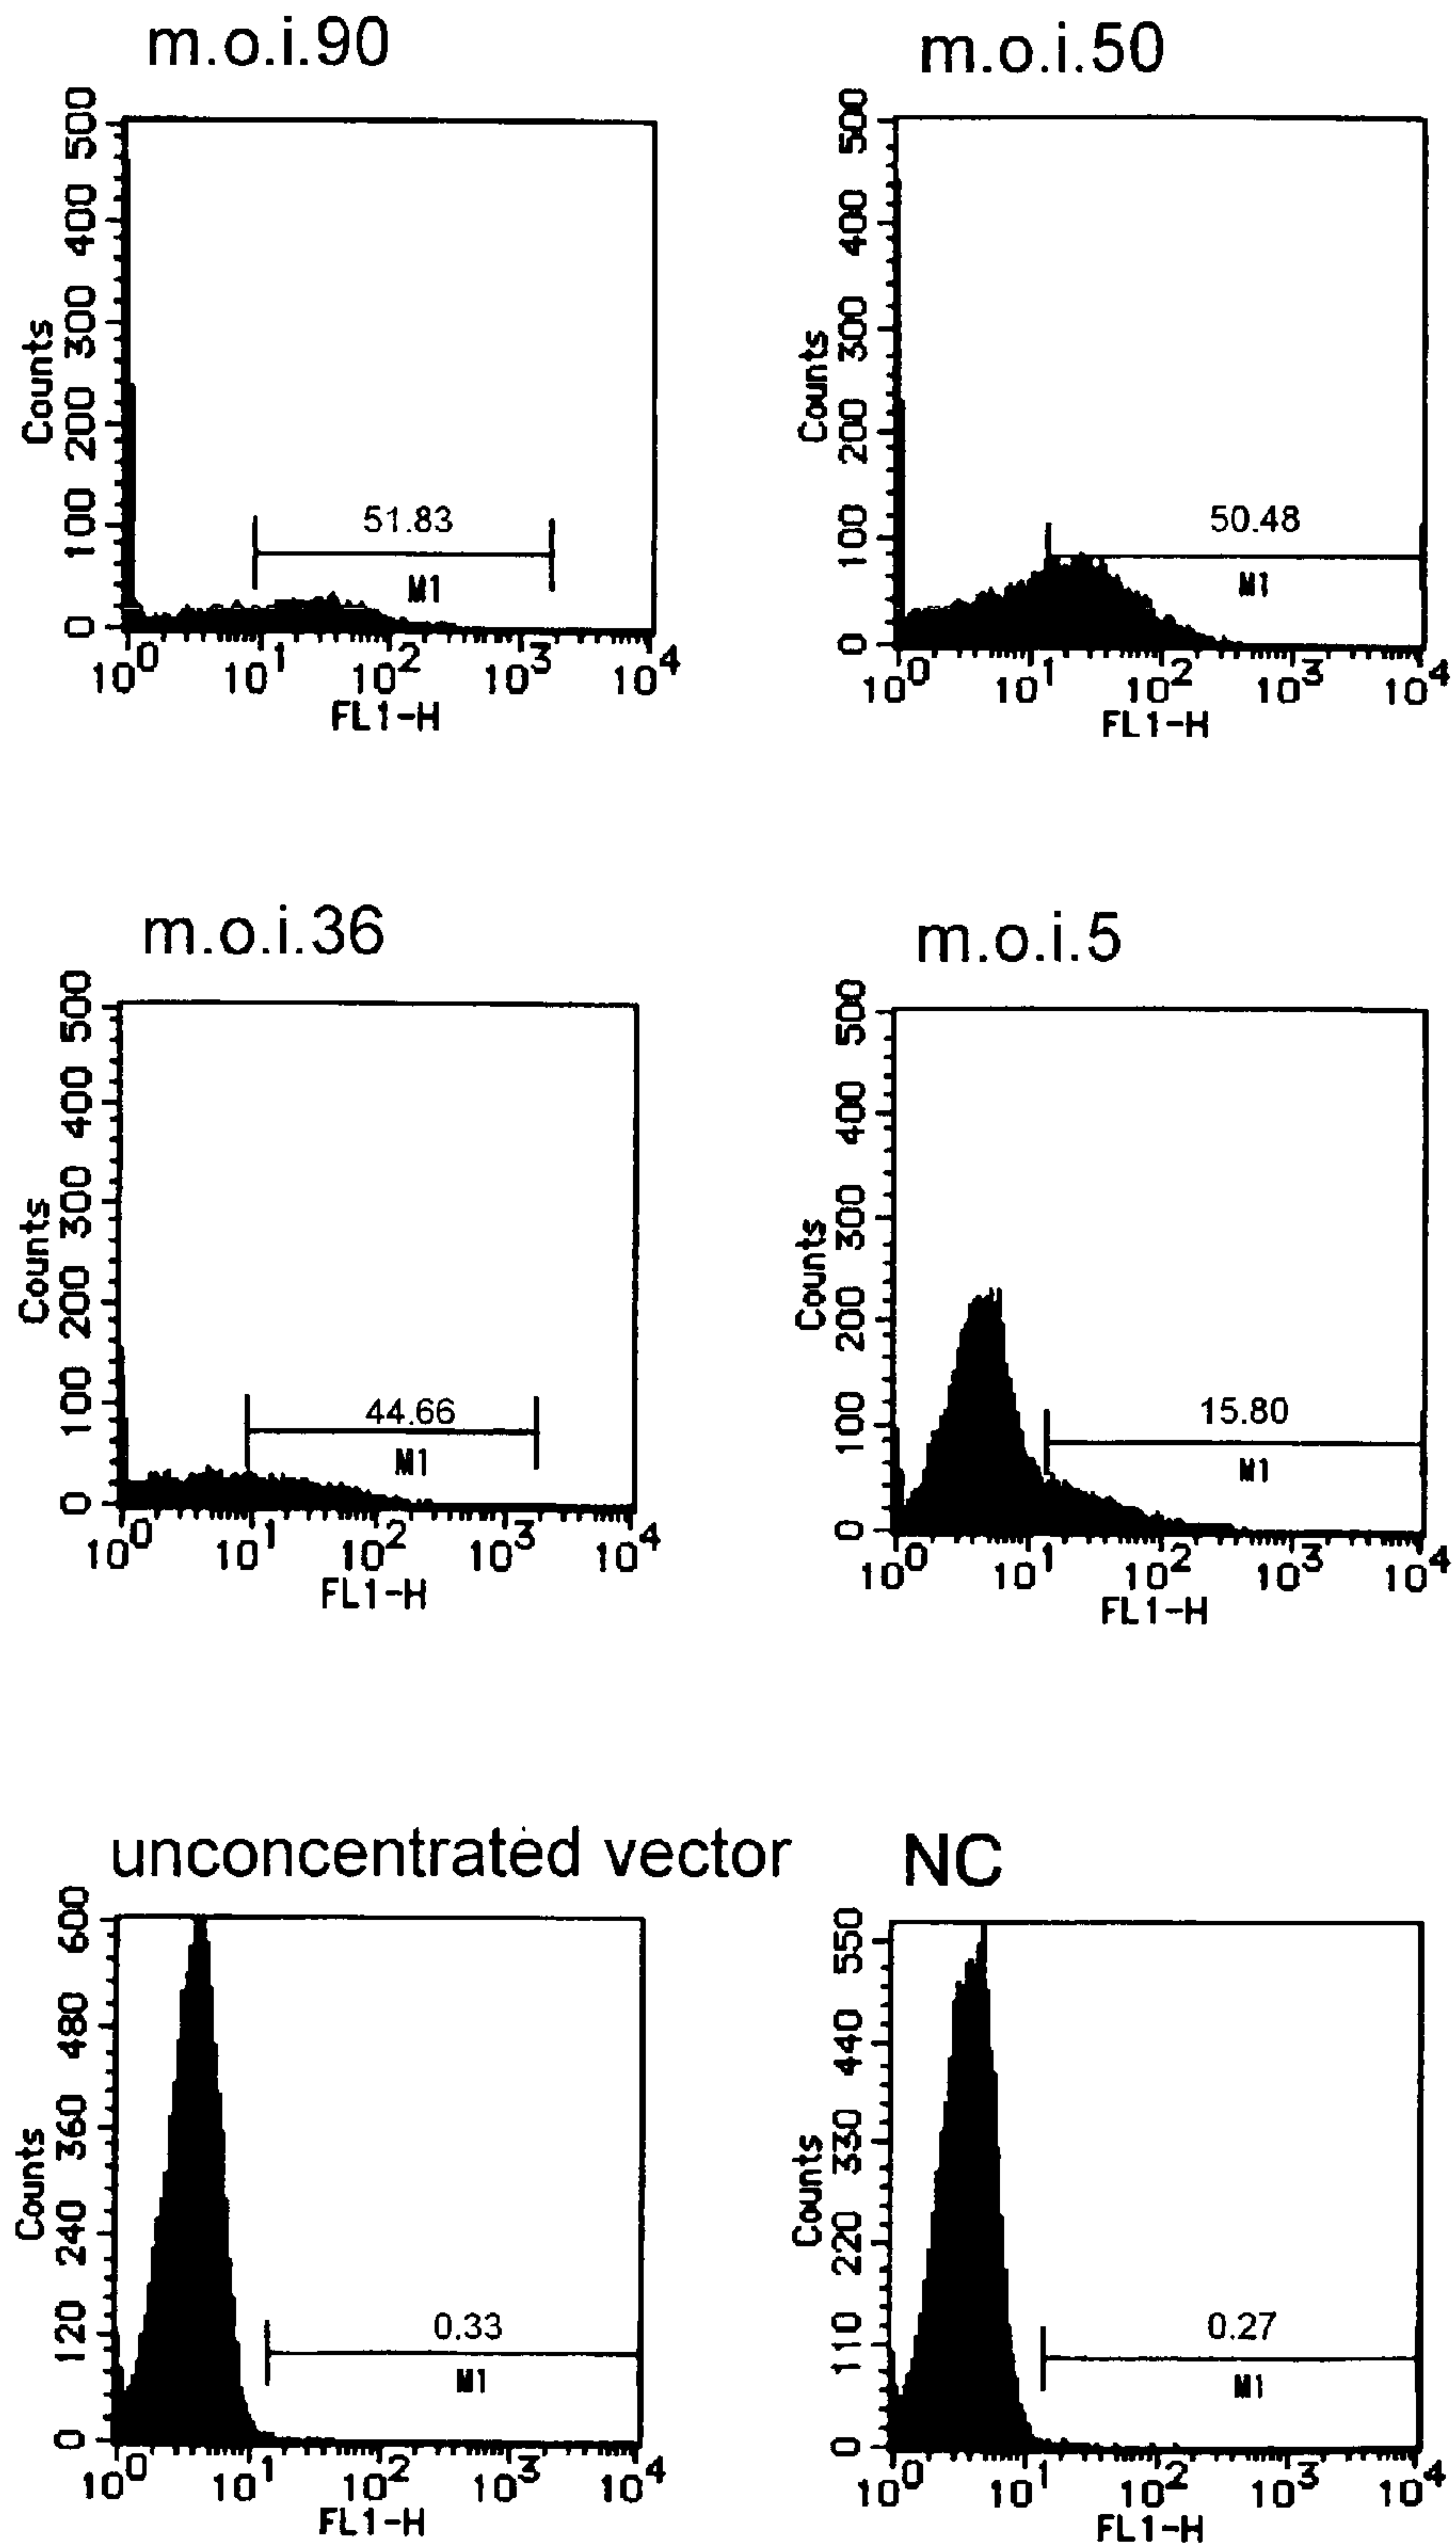 m.o.i.90
500
400
300
200
100
0
Counts
51.83
M1
10^0 10^1 10^2 10^3 10^4
FL1-H
m.o.i.50
500
400
300
200
100
0
Counts
50.48
M1
10^0 10^1 10^2 10^3 10^4
FL1-H
m.o.i.36
500
400
300
200
100
0
Counts
44.66
M1
10^0 10^1 10^2 10^3 10^4
FL1-H
m.o.i.5
500
400
300
200
100
0
Counts
15.80
M1
10^0 10^1 10^2 10^3 10^4
FL1-H
unconcentrated vector
600
480
360
240
120
0
Counts
0.33
M1
10^0 10^1 10^2 10^3 10^4
FL1-H
NC
550
440
330
220
110
0
Counts
0.27
M1
10^0 10^1 10^2 10^3 10^4
FL1-H